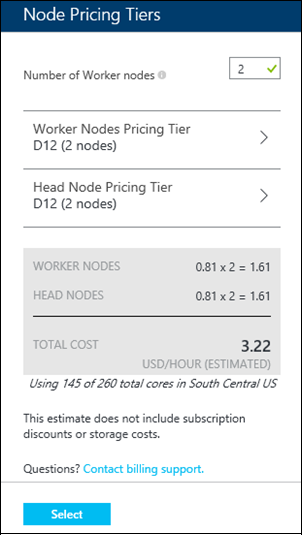 Node Pricing Tiers
Number of Worker nodes
2
Worker Nodes Pricing Tier
D12 (2 nodes)
Head Node Pricing Tier
D12 (2 nodes)
WORKER NODES 0.81 x 2 = 1.61
HEAD NODES 0.81 x 2 = 1.61
TOTAL COST 3.22
USD/HOUR (ESTIMATED)
Using 145 of 260 total cores in South Central US
This estimate does not include subscription
discounts or storage costs.
Questions? Contact billing support.
Select